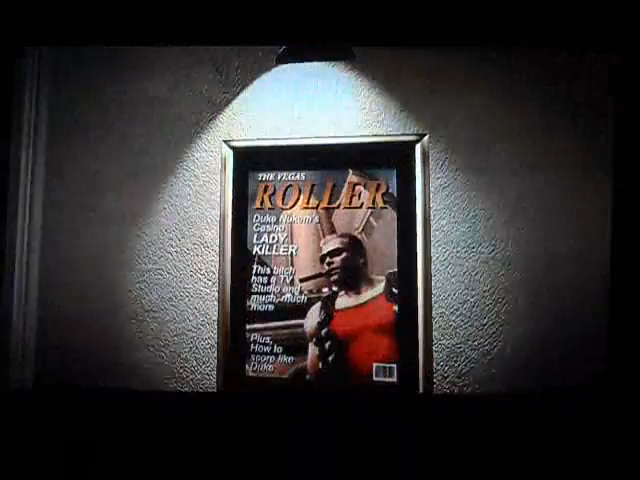 THE VEGAS
ROLLER
Duke Nukem's
Casino
LADY
KILLER
This bitch
has a TV
Studio and
much, much
more
Plus,
How to
score like
Duke